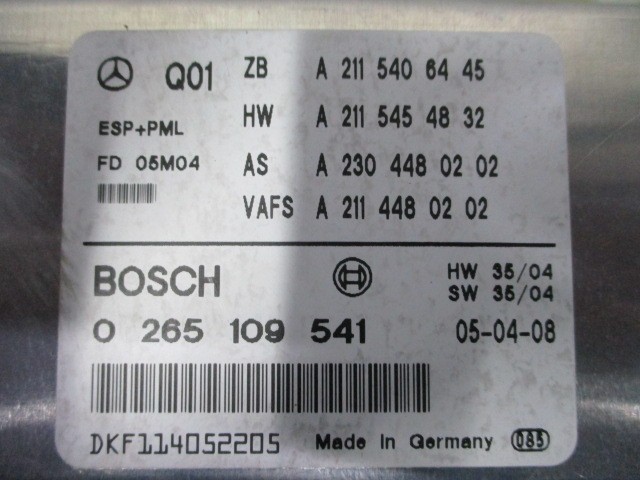 Q01 ZB A 211 540 64 45
ESP+PML HW A 211 545 48 32
FD 05M04 AS A 230 448 02 02
VAFS A 211 448 02 02
BOSCH HW 35/04
SW 35/04
0 265 109 541 05-04-08
DKF114052205 Made in Germany 085